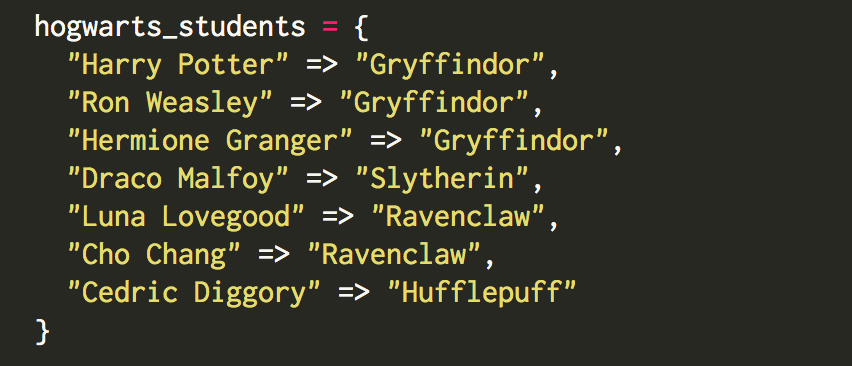 hogwarts_students = {
"Harry Potter" => "Gryffindor",
"Ron Weasley" => "Gryffindor",
"Hermione Granger" => "Gryffindor",
"Draco Malfoy" => "Slytherin",
"Luna Lovegood" => "Ravenclaw",
"Cho Chang" => "Ravenclaw",
"Cedric Diggory" => "Hufflepuff"
}